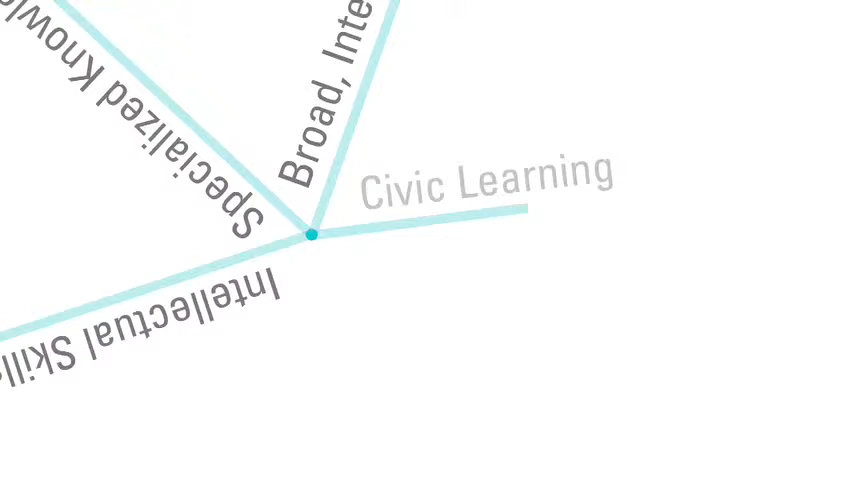 Specialized Knowl
Broad, Inte
Civic Learning
Intellectual Skill